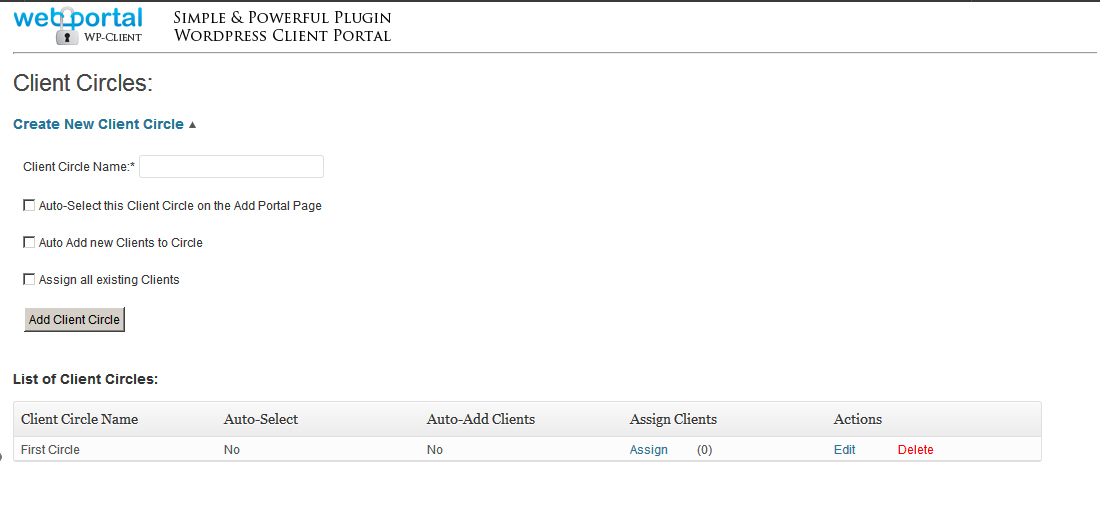 web portal
WP-Client
Simple & Powerful Plugin
Wordpress Client Portal
Client Circles:
Create New Client Circle ▲
Client Circle Name:*
Auto-Select this Client Circle on the Add Portal Page
Auto Add new Clients to Circle
Assign all existing Clients
Add Client Circle
List of Client Circles:
Client Circle Name Auto-Select Auto-Add Clients Assign Clients Actions
First Circle No No Assign (0) Edit Delete